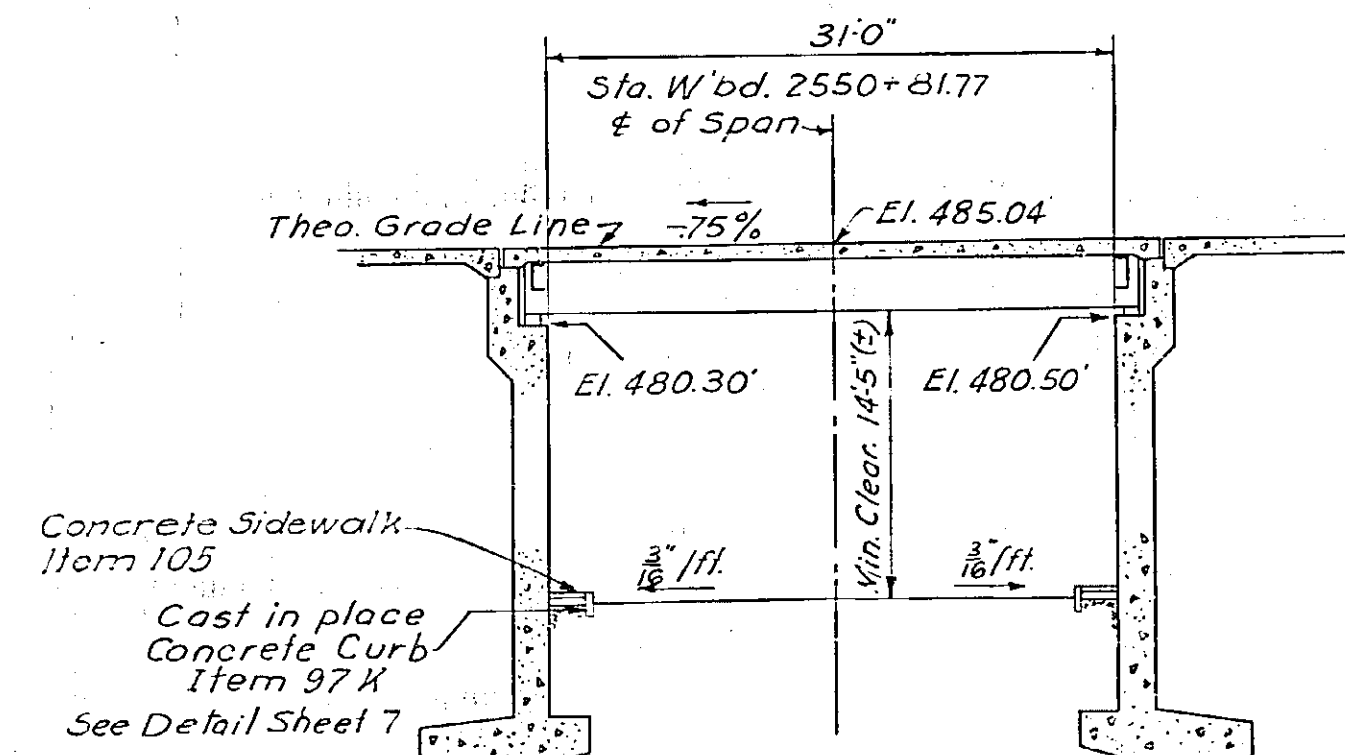 31'-0"
Sta. W'bd. 2550+81.77
℄ of Span
Theo. Grade Line
-.75%
El. 485.04'
El. 480.30'
El. 480.50'
Min. Clear. 14'-5"(±)
Concrete Sidewalk
Item 105
3/16"/ft.
3/16"/ft.
Cast in place
Concrete Curb
Item 97 K
See Detail Sheet 7